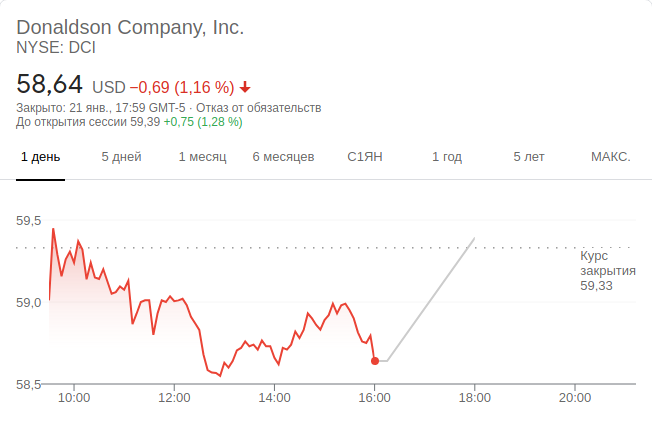 Donaldson Company, Inc.
NYSE: DCI
58,64 USD −0,69 (1,16 %)
Закрыто: 21 янв., 17:59 GMT-5 · Отказ от обязательств
До открытия сессии 59,39 +0,75 (1,28 %)
1 день 5 дней 1 месяц 6 месяцев С1ЯН 1 год 5 лет МАКС.
59,5
Курс
закрытия
59,33
59,0
58,5
10:00 12:00 14:00 16:00 18:00 20:00